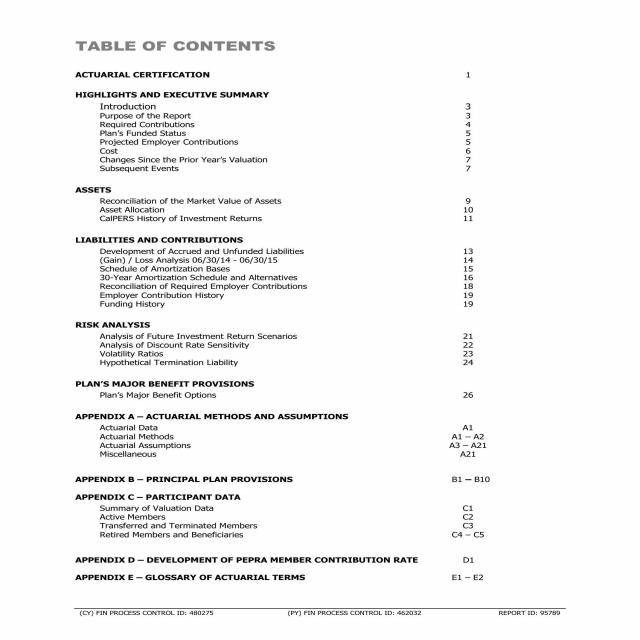 TABLE OF CONTENTS
ACTUARIAL CERTIFICATION 1
HIGHLIGHTS AND EXECUTIVE SUMMARY
Introduction 3
Purpose of the Report 3
Required Contributions 4
Plan's Funded Status 5
Projected Employer Contributions 5
Cost 6
Changes Since the Prior Year's Valuation 7
Subsequent Events 7
ASSETS
Reconciliation of the Market Value of Assets 9
Asset Allocation 10
CalPERS History of Investment Returns 11
LIABILITIES AND CONTRIBUTIONS
Development of Accrued and Unfunded Liabilities 13
(Gain) / Loss Analysis 06/30/14 - 06/30/15 14
Schedule of Amortization Bases 15
30-Year Amortization Schedule and Alternatives 16
Reconciliation of Required Employer Contributions 18
Employer Contribution History 19
Funding History 19
RISK ANALYSIS
Analysis of Future Investment Return Scenarios 21
Analysis of Discount Rate Sensitivity 22
Volatility Ratios 23
Hypothetical Termination Liability 24
PLAN'S MAJOR BENEFIT PROVISIONS
Plan's Major Benefit Options 26
APPENDIX A – ACTUARIAL METHODS AND ASSUMPTIONS
Actuarial Data A1
Actuarial Methods A1 – A2
Actuarial Assumptions A3 – A21
Miscellaneous A21
APPENDIX B – PRINCIPAL PLAN PROVISIONS B1 – B10
APPENDIX C – PARTICIPANT DATA
Summary of Valuation Data C1
Active Members C2
Transferred and Terminated Members C3
Retired Members and Beneficiaries C4 – C5
APPENDIX D – DEVELOPMENT OF PEPRA MEMBER CONTRIBUTION RATE D1
APPENDIX E – GLOSSARY OF ACTUARIAL TERMS E1 – E2
(CY) FIN PROCESS CONTROL ID: 480275 (PY) FIN PROCESS CONTROL ID: 462032 REPORT ID: 95789